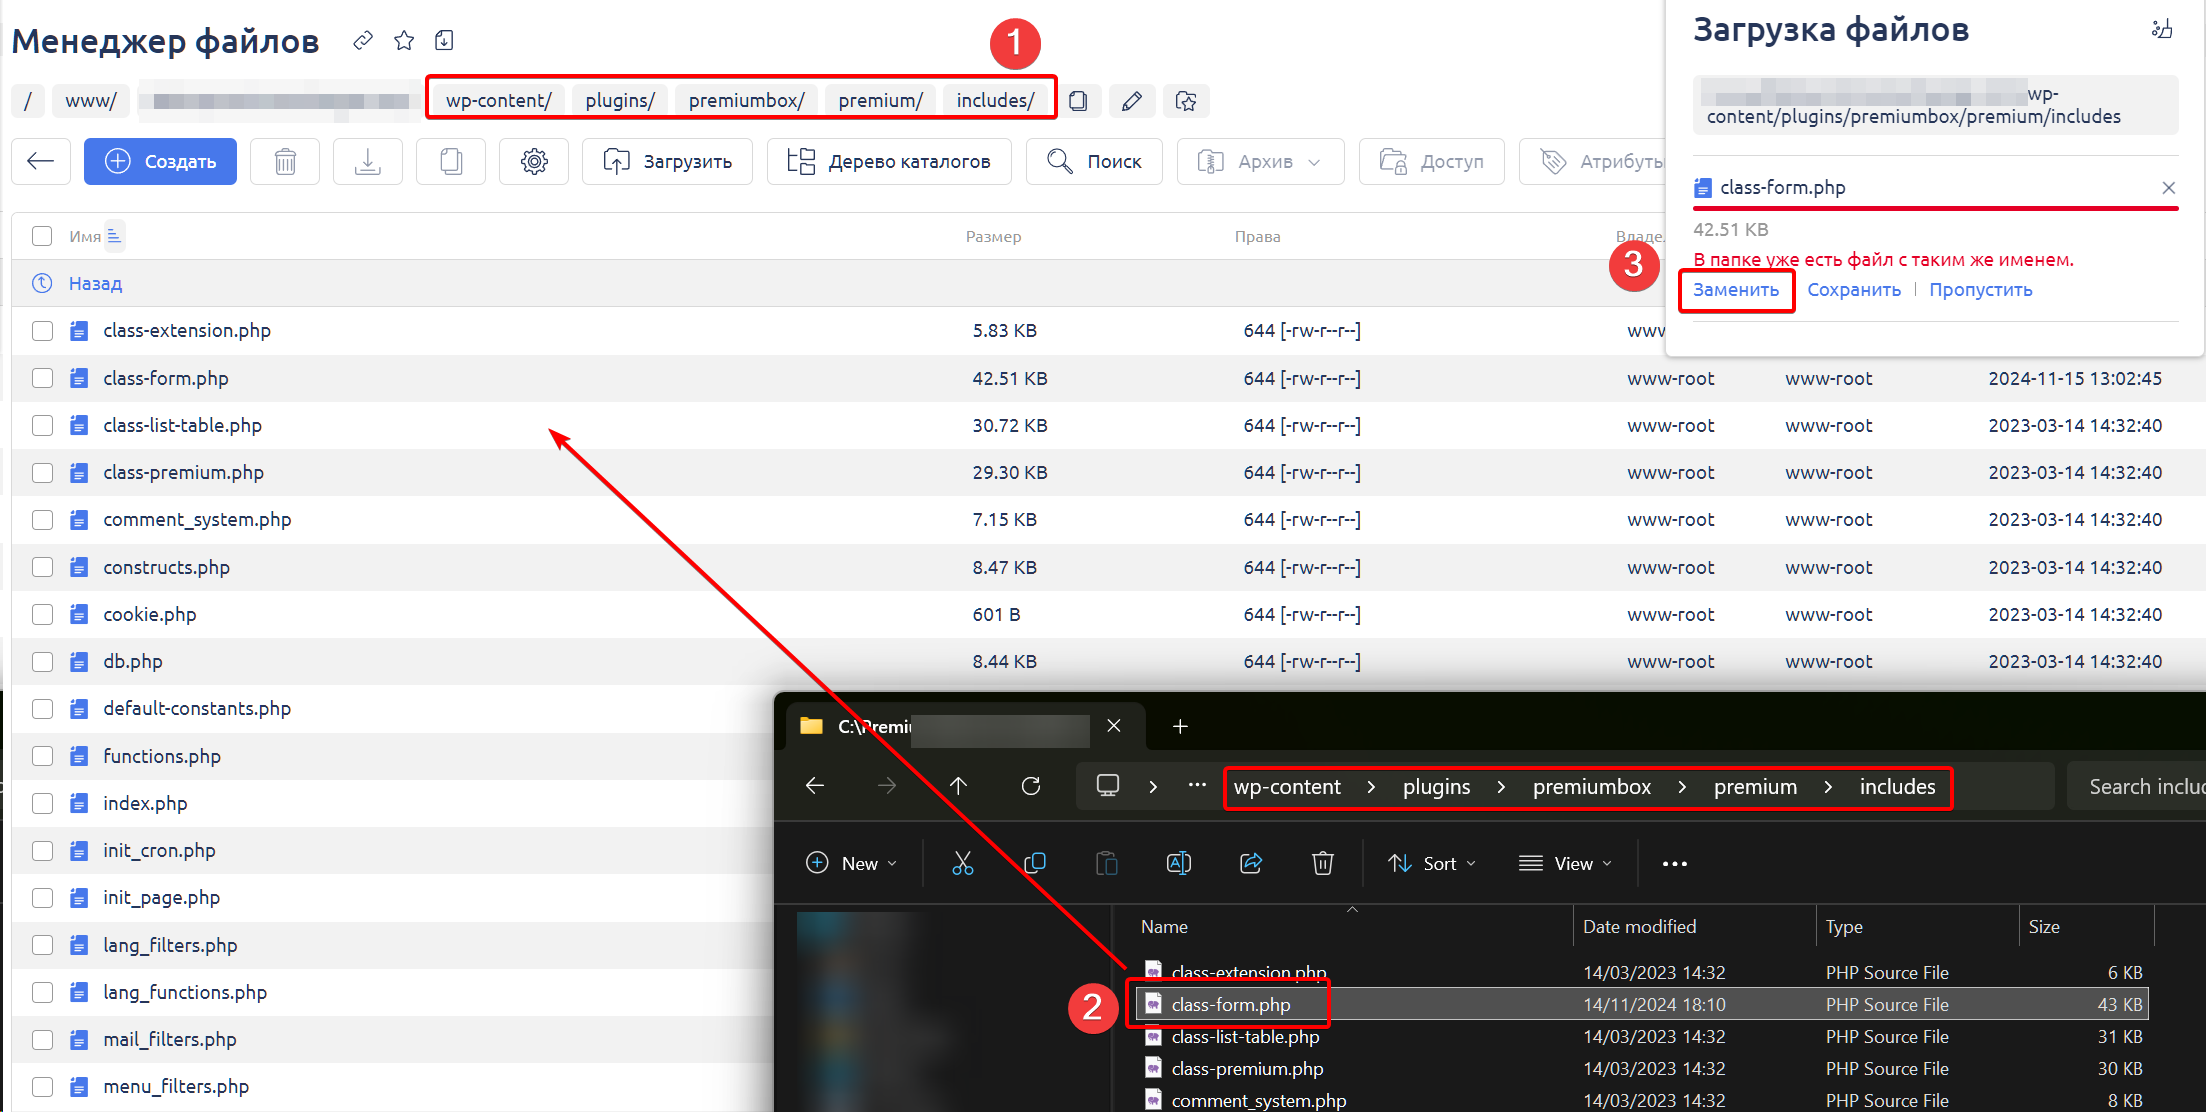 Менеджер файлов
1
/ www/ wp-content/ plugins/ premiumbox/ premium/ includes/
Создать Загрузить Дерево каталогов Поиск Архив Доступ Атрибуты
Имя Размер Права Владе
Назад
class-extension.php 5.83 KB 644 [-rw-r--r--] www
class-form.php 42.51 KB 644 [-rw-r--r--] www-root www-root 2024-11-15 13:02:45
class-list-table.php 30.72 KB 644 [-rw-r--r--] www-root www-root 2023-03-14 14:32:40
class-premium.php 29.30 KB 644 [-rw-r--r--] www-root www-root 2023-03-14 14:32:40
comment_system.php 7.15 KB 644 [-rw-r--r--] www-root www-root 2023-03-14 14:32:40
constructs.php 8.47 KB 644 [-rw-r--r--] www-root www-root 2023-03-14 14:32:40
cookie.php 601 B 644 [-rw-r--r--] www-root www-root 2023-03-14 14:32:40
db.php 8.44 KB 644 [-rw-r--r--] www-root www-root 2023-03-14 14:32:40
default-constants.php
functions.php
index.php
init_cron.php
init_page.php
lang_filters.php
lang_functions.php
mail_filters.php
menu_filters.php
Загрузка файлов
wp-
content/plugins/premiumbox/premium/includes
class-form.php
42.51 KB
В папке уже есть файл с таким же именем.
3
Заменить Сохранить | Пропустить
C:\Premiu
wp-content > plugins > premiumbox > premium > includes Search inclu
New Sort View
Name Date modified Type Size
class-extension.php 14/03/2023 14:32 PHP Source File 6 KB
2
class-form.php 14/11/2024 18:10 PHP Source File 43 KB
class-list-table.php 14/03/2023 14:32 PHP Source File 31 KB
class-premium.php 14/03/2023 14:32 PHP Source File 30 KB
comment_system.php 14/03/2023 14:32 PHP Source File 8 KB